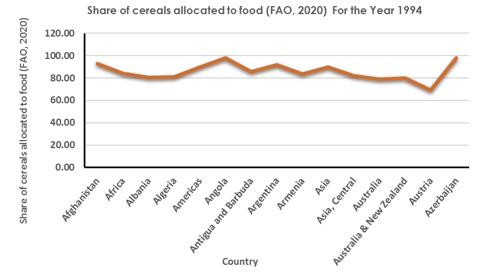 Share of cereals allocated to food (FAO, 2020)  For the Year 1994
Share of cereals allocated to food (FAO, 2020)
120.00
100.00
80.00
60.00
40.00
20.00
0.00
Afghanistan
Africa
Albania
Algeria
Americas
Angola
Antigua and Barbuda
Argentina
Armenia
Asia
Asia, Central
Australia
Australia & New Zealand
Austria
Azerbaijan
Country